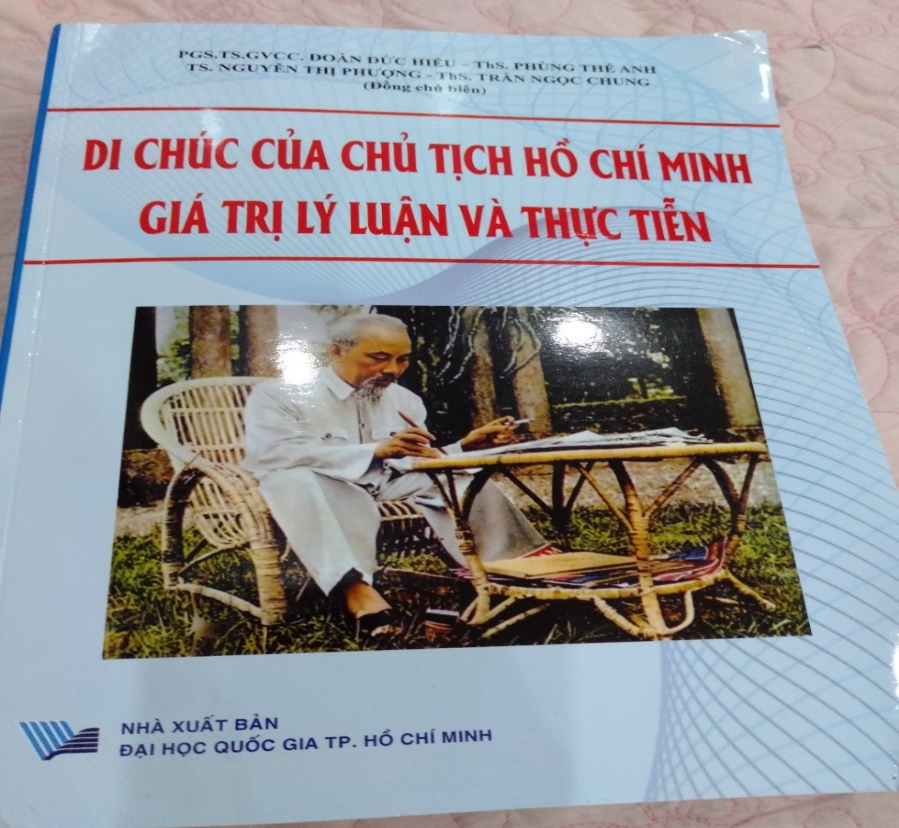 PGS.TS.GVCC. ĐOÀN ĐỨC HIẾU – ThS. PHÙNG THẾ ANH
TS. NGUYỄN THỊ PHƯỢNG - ThS. TRẦN NGỌC CHUNG
(Đồng chủ biên)
DI CHÚC CỦA CHỦ TỊCH HỒ CHÍ MINH
GIÁ TRỊ LÝ LUẬN VÀ THỰC TIỄN
NHÀ XUẤT BẢN
ĐẠI HỌC QUỐC GIA TP. HỒ CHÍ MINH